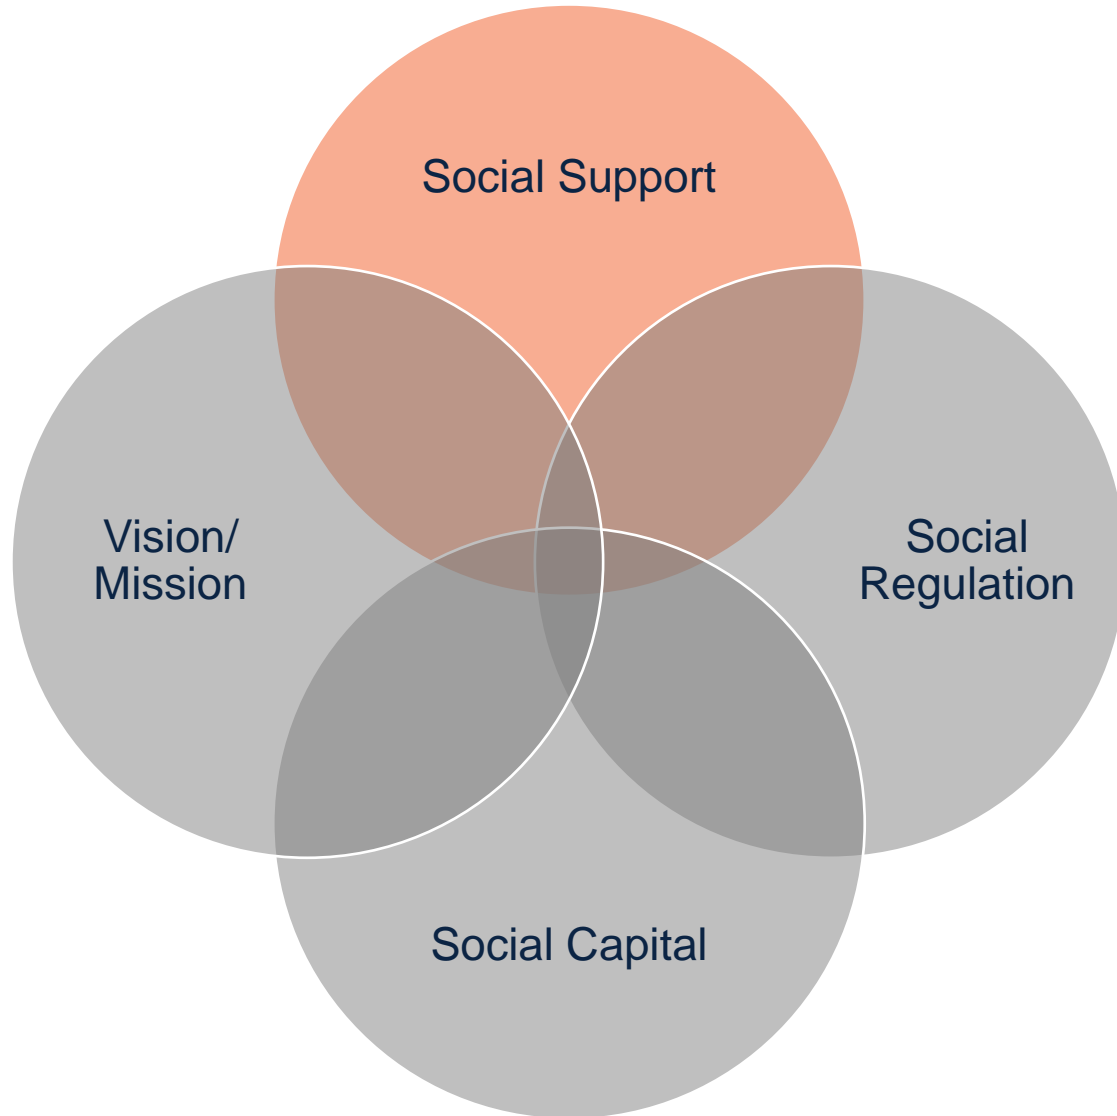 Social Support
Vision/
Mission
Social
Regulation
Social Capital